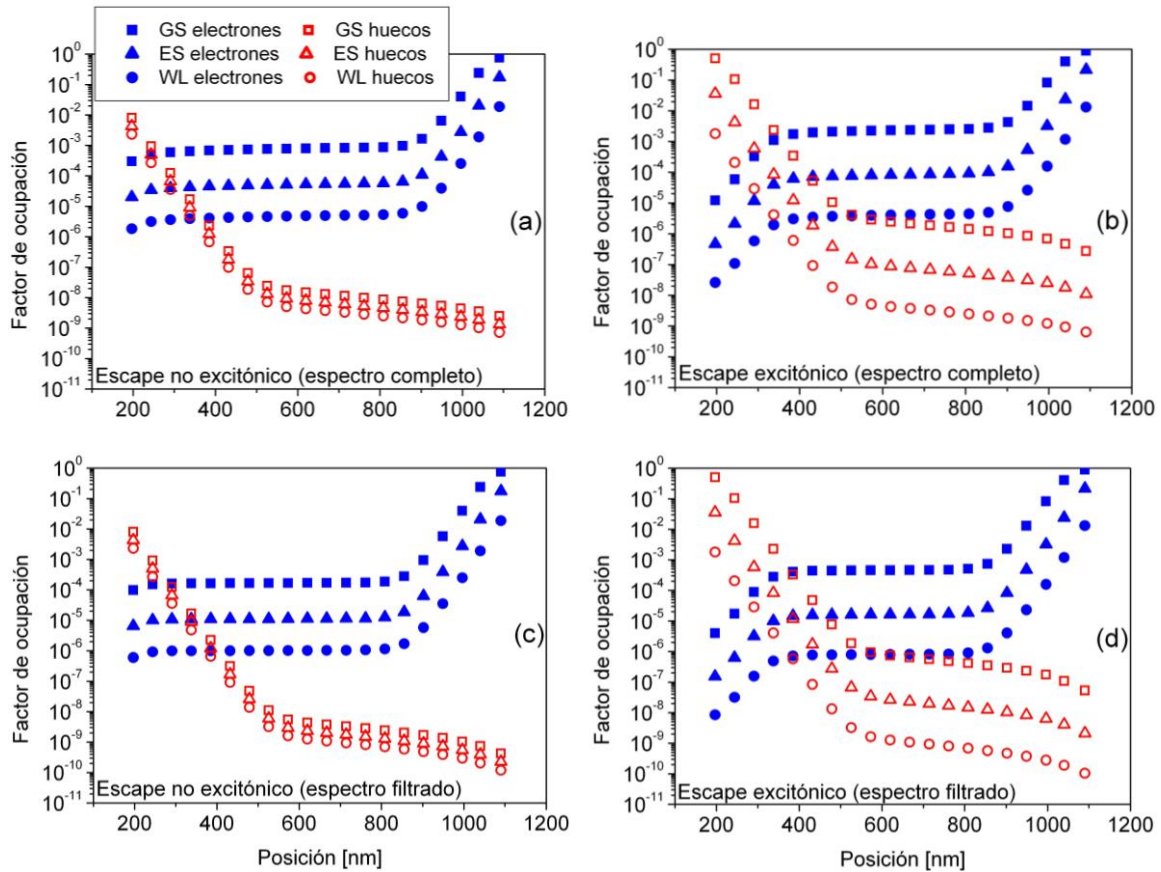 GS electrones GS huecos
ES electrones ES huecos
WL electrones WL huecos
Factor de ocupación
10^0
10^-1
10^-2
10^-3
10^-4
10^-5
10^-6
10^-7
10^-8
10^-9
10^-10
10^-11
(a)
Escape no excitónico (espectro completo)
200 400 600 800 1000 1200
Factor de ocupación
10^0
10^-1
10^-2
10^-3
10^-4
10^-5
10^-6
10^-7
10^-8
10^-9
10^-10
10^-11
(b)
Escape excitónico (espectro completo)
200 400 600 800 1000 1200
Factor de ocupación
10^0
10^-1
10^-2
10^-3
10^-4
10^-5
10^-6
10^-7
10^-8
10^-9
10^-10
10^-11
(c)
Escape no excitónico (espectro filtrado)
200 400 600 800 1000 1200
Posición [nm]
Factor de ocupación
10^0
10^-1
10^-2
10^-3
10^-4
10^-5
10^-6
10^-7
10^-8
10^-9
10^-10
10^-11
(d)
Escape excitónico (espectro filtrado)
200 400 600 800 1000 1200
Posición [nm]